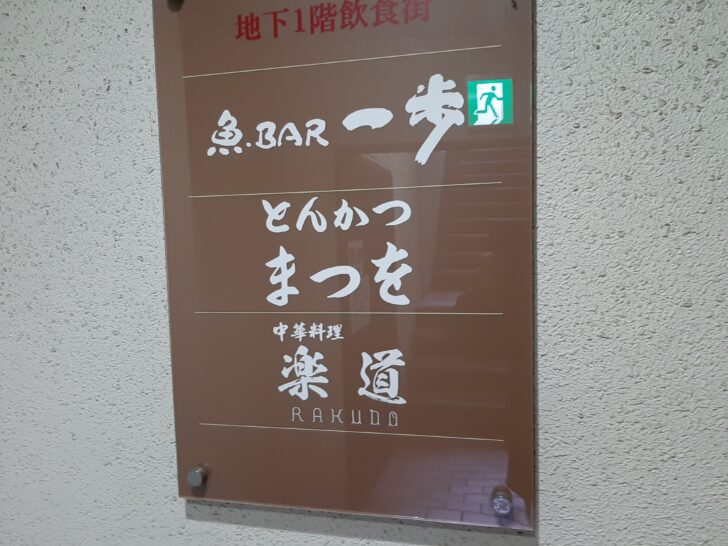 地下1階飲食街
魚.BAR 一歩
とんかつ
まつを
中華料理
楽道
RAKUDO